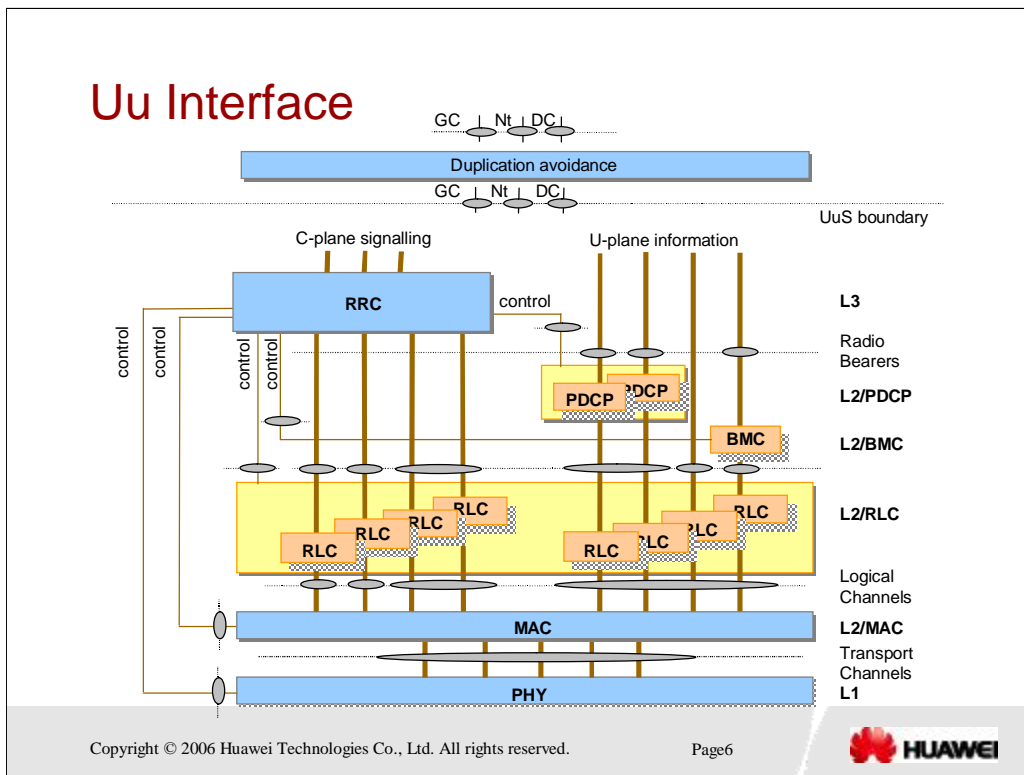 Uu Interface
GC Nt DC
Duplication avoidance
GC Nt DC
UuS boundary
C-plane signalling
U-plane information
RRC
control
L3
control
control
control
control
Radio
Bearers
PDCP
PDCP
L2/PDCP
BMC
L2/BMC
RLC
RLC
RLC
RLC
RLC
RLC
RLC
RLC
L2/RLC
Logical
Channels
MAC
L2/MAC
Transport
Channels
PHY
L1
Copyright © 2006 Huawei Technologies Co., Ltd. All rights reserved.
Page6
HUAWEI